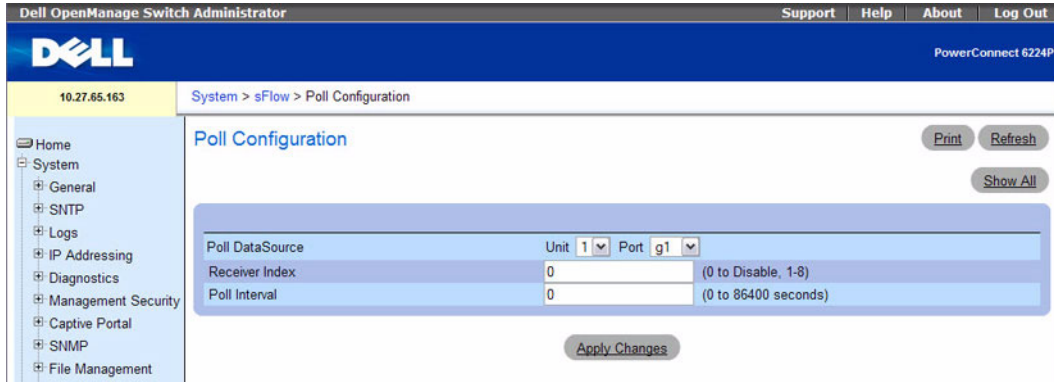 Dell OpenManage Switch Administrator
Support Help About Log Out
DELL
PowerConnect 6224P
10.27.65.163
System > sFlow > Poll Configuration
Home
System
General
SNTP
Logs
IP Addressing
Diagnostics
Management Security
Captive Portal
SNMP
File Management
Poll Configuration
Print Refresh
Show All
Poll DataSource Unit 1 Port g1
Receiver Index 0 (0 to Disable, 1-8)
Poll Interval 0 (0 to 86400 seconds)
Apply Changes